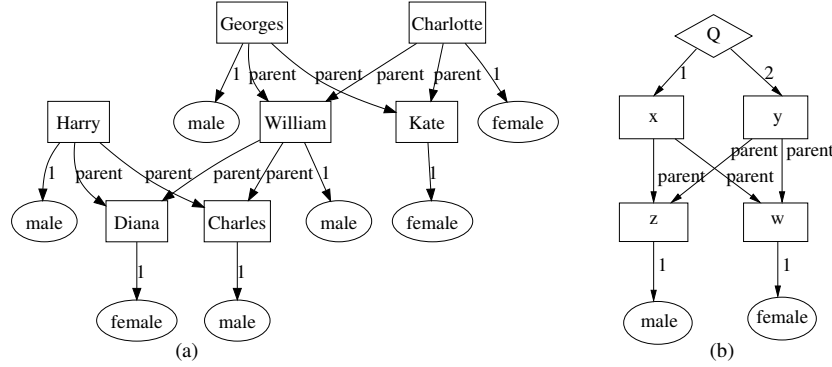 Georges Charlotte Q
1 parent parent parent parent 1 1 2
Harry male William Kate female x y
1 parent parent parent parent 1 1 parent parent parent
male Diana Charles male female z w
1 1 1 1
female male male female
(a) (b)